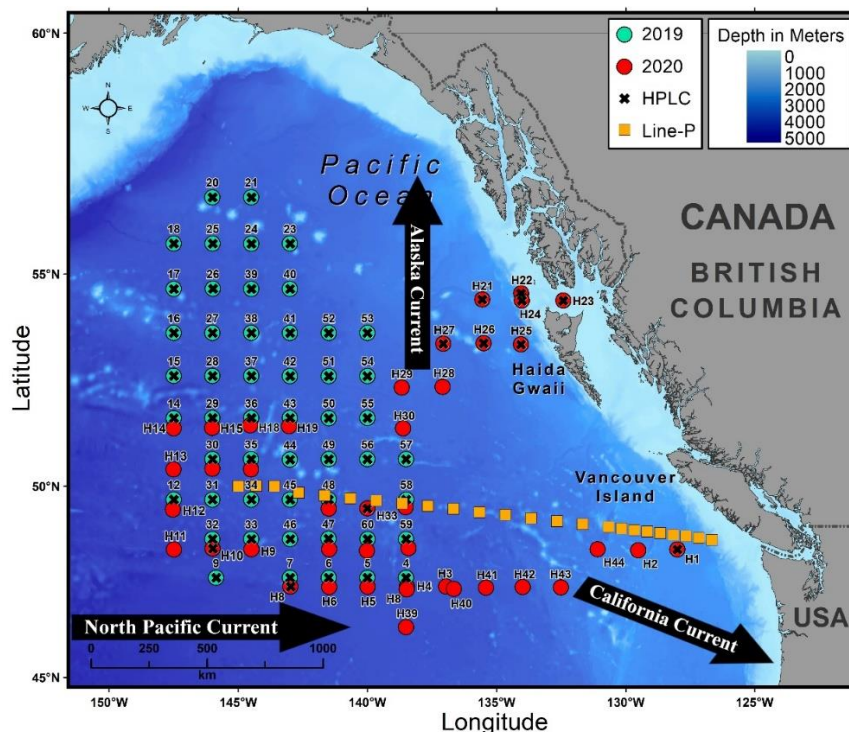 60°N
55°N
50°N
45°N
Latitude
150°W
145°W
140°W
135°W
130°W
125°W
Longitude
2019
2020
HPLC
Line-P
Depth in Meters
0
1000
2000
3000
4000
5000
N
W
E
S
Pacific
Ocean
Alaska Current
CANADA
BRITISH
COLUMBIA
Haida
Gwaii
Vancouver
Island
USA
North Pacific Current
California Current
0 250 500 1000
km
20 21
18 25 24 23
17 26 39 40
H21 H22 H23
H24
16 27 38 41 52 53
H27 H26 H25
15 28 37 42 51 54
H29 H28
14 29 36 43 50 55
H14 H15 H18 H19 H30
30 35 44 49 56 57
H13
12 31 34 45 48 58
H12 H33
32 33 46 47 60 59
H11 H10 H9 H44 H2 H1
9 7 6 5 4
H8 H6 H5 H8 H4 H3 H40 H41 H42 H43
H39